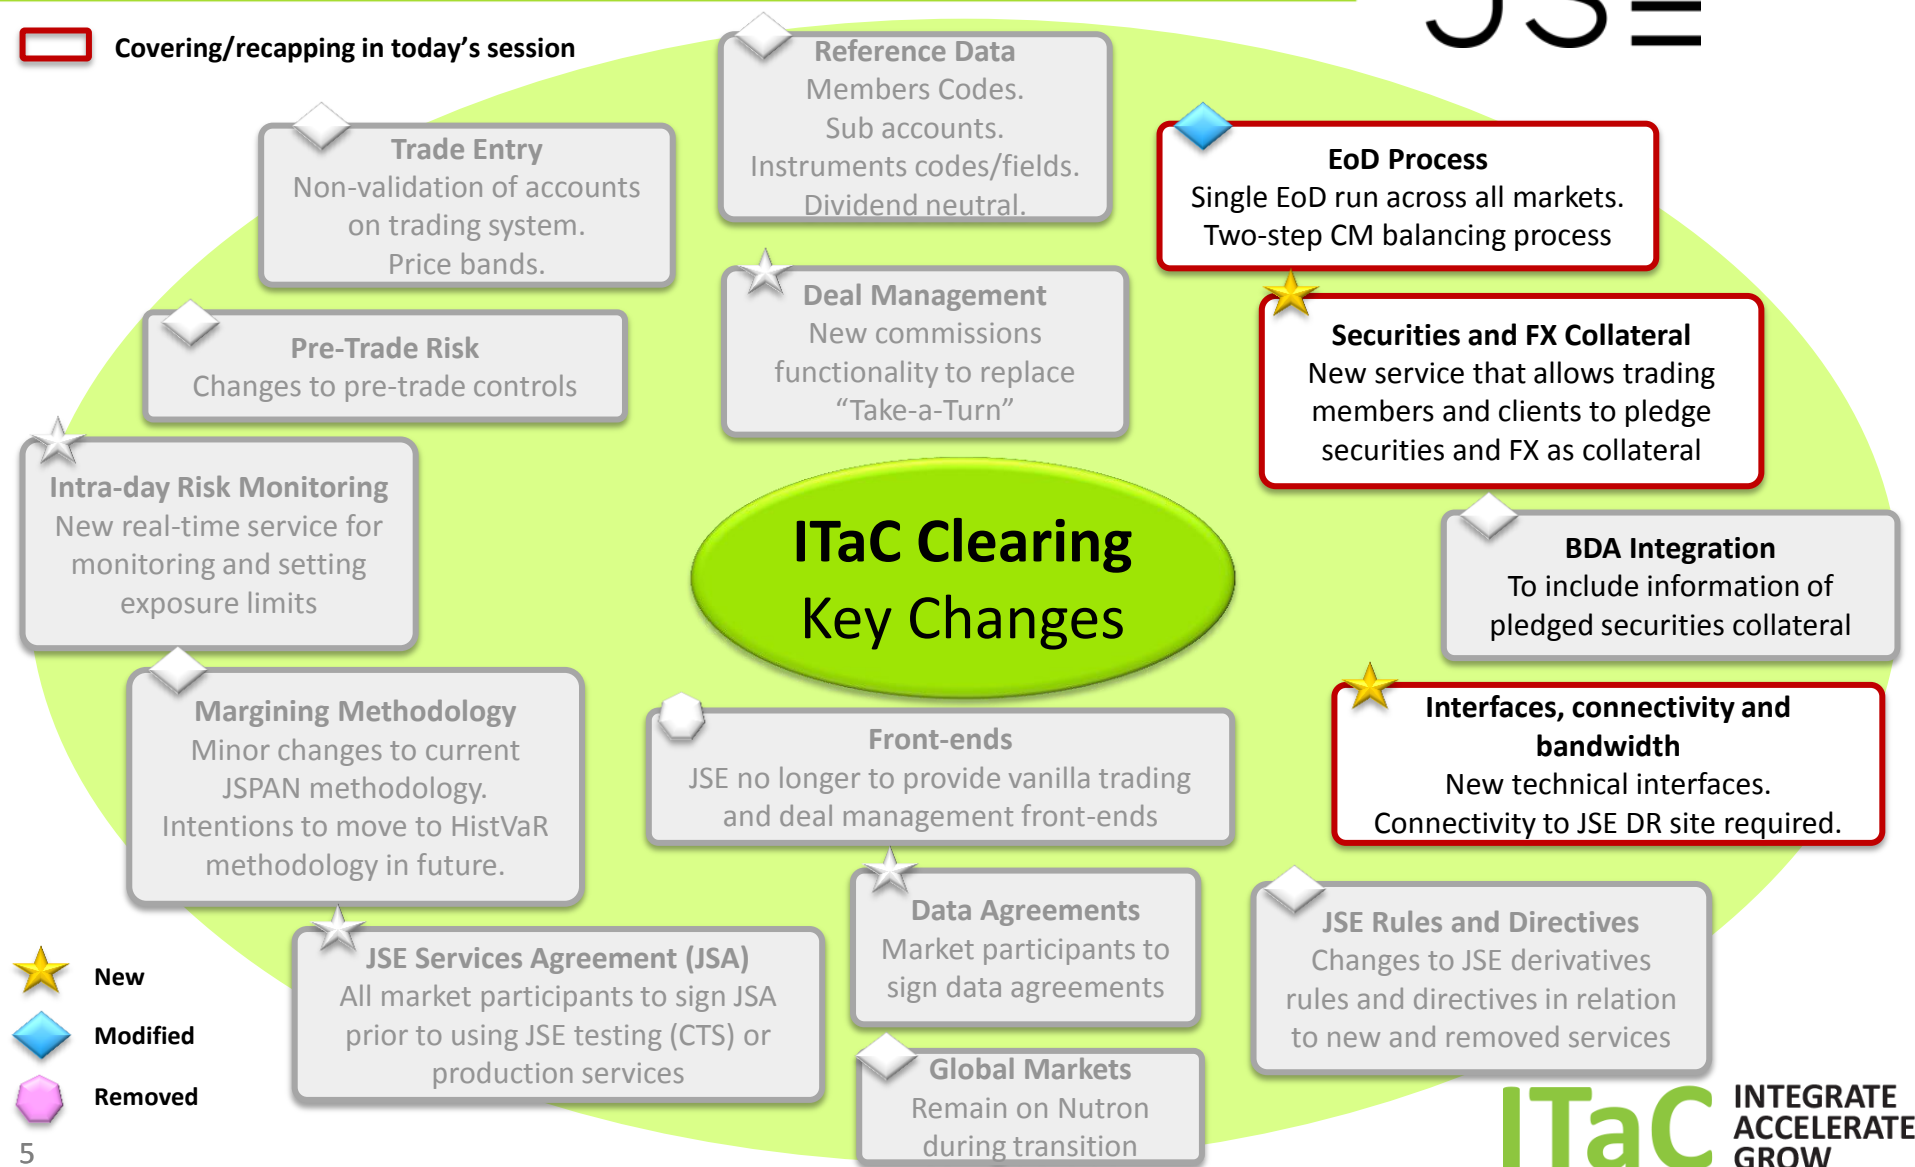 JSE
Covering/recapping in today's session
Reference Data
Members Codes.
Sub accounts.
Instruments codes/fields.
Dividend neutral.
Trade Entry
Non-validation of accounts
on trading system.
Price bands.
EoD Process
Single EoD run across all markets.
Two-step CM balancing process
Deal Management
New commissions
functionality to replace
“Take-a-Turn”
Pre-Trade Risk
Changes to pre-trade controls
Securities and FX Collateral
New service that allows trading
members and clients to pledge
securities and FX as collateral
Intra-day Risk Monitoring
New real-time service for
monitoring and setting
exposure limits
ITaC Clearing
Key Changes
BDA Integration
To include information of
pledged securities collateral
Margining Methodology
Minor changes to current
JSPAN methodology.
Intentions to move to HistVaR
methodology in future.
Front-ends
JSE no longer to provide vanilla trading
and deal management front-ends
Interfaces, connectivity and
bandwidth
New technical interfaces.
Connectivity to JSE DR site required.
Data Agreements
Market participants to
sign data agreements
JSE Rules and Directives
Changes to JSE derivatives
rules and directives in relation
to new and removed services
JSE Services Agreement (JSA)
All market participants to sign JSA
prior to using JSE testing (CTS) or
production services
Global Markets
Remain on Nutron
during transition
New
Modified
Removed
5
ITaC
INTEGRATE
ACCELERATE
GROW